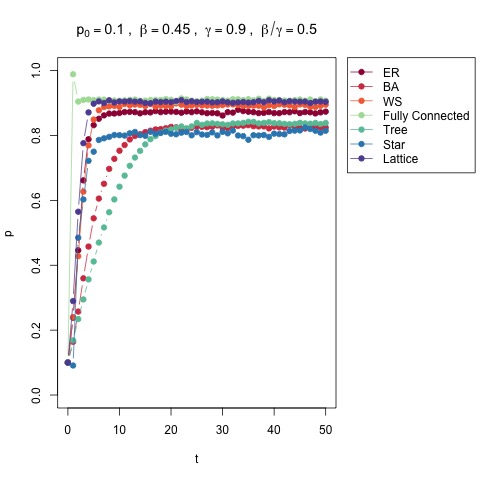 p₀ = 0.1 , β = 0.45 , γ = 0.9 , β/γ = 0.5
1.0
0.8
0.6
0.4
0.2
0.0
p
0 10 20 30 40 50
t
ER
BA
WS
Fully Connected
Tree
Star
Lattice